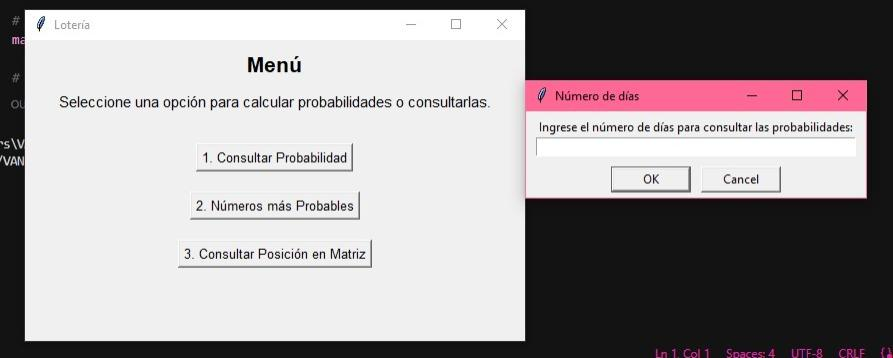 Lotería
Menú
Seleccione una opción para calcular probabilidades o consultarlas.
1. Consultar Probabilidad
2. Números más Probables
3. Consultar Posición en Matriz
Número de días
Ingrese el número de días para consultar las probabilidades:
OK
Cancel
#
ma
#
ou
rs\V
/VAN
Ln 1, Col 1 Spaces: 4 UTF-8 CRLF {}